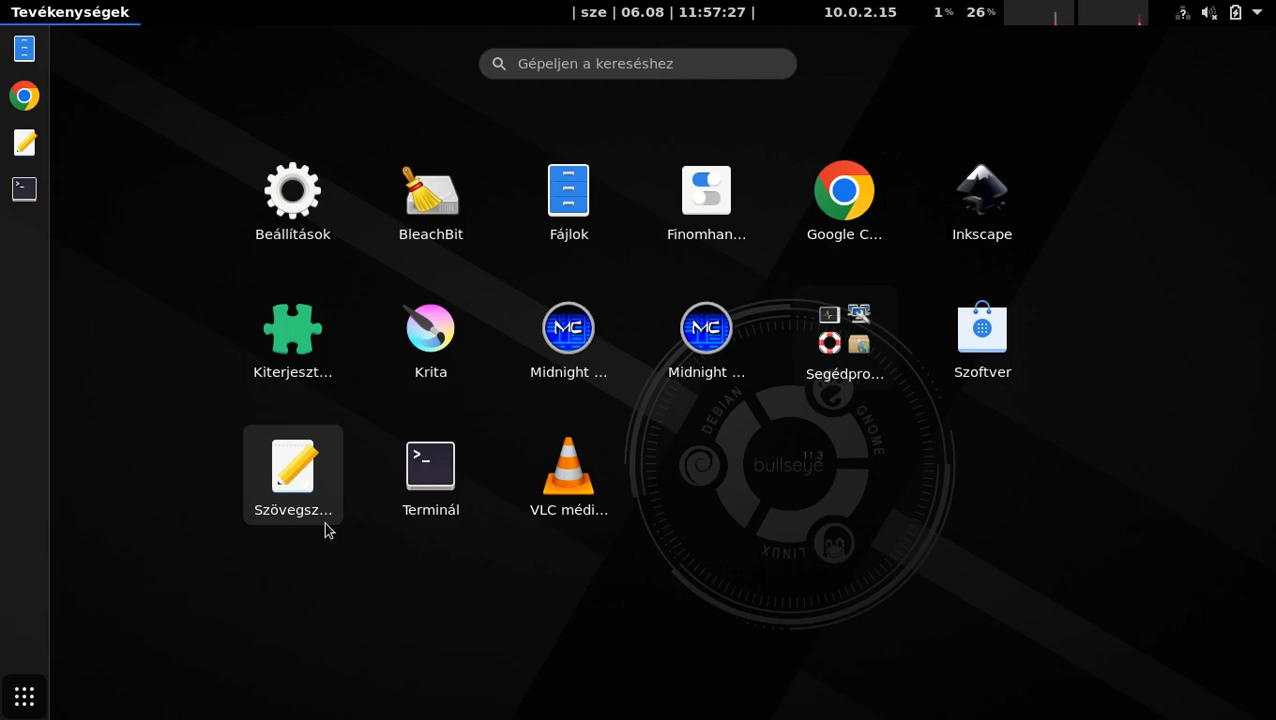 Tevékenységek
| sze | 06.08 | 11:57:27 |
10.0.2.15
1 %
26 %
Gépeljen a kereséshez
Beállítások
BleachBit
Fájlok
Finomhan...
Google C...
Inkscape
Kiterjeszt...
Krita
Midnight ...
Midnight ...
Segédpro...
Szoftver
Szövegsz...
Terminál
VLC médi...
DEBIAN
GNOME
LINUX
bullseye
11.3